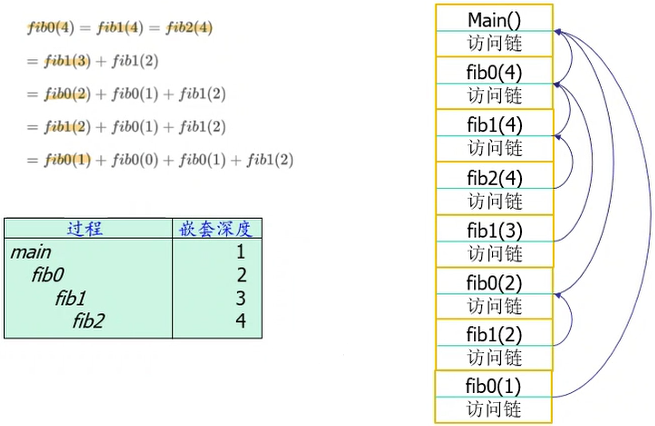 fib0(4) = fib1(4) = fib2(4)
= fib1(3) + fib1(2)
= fib0(2) + fib0(1) + fib1(2)
= fib1(2) + fib0(1) + fib1(2)
= fib0(1) + fib0(0) + fib0(1) + fib1(2)
过程 嵌套深度
main 1
fib0 2
fib1 3
fib2 4
Main()
访问链
fib0(4)
访问链
fib1(4)
访问链
fib2(4)
访问链
fib1(3)
访问链
fib0(2)
访问链
fib1(2)
访问链
fib0(1)
访问链